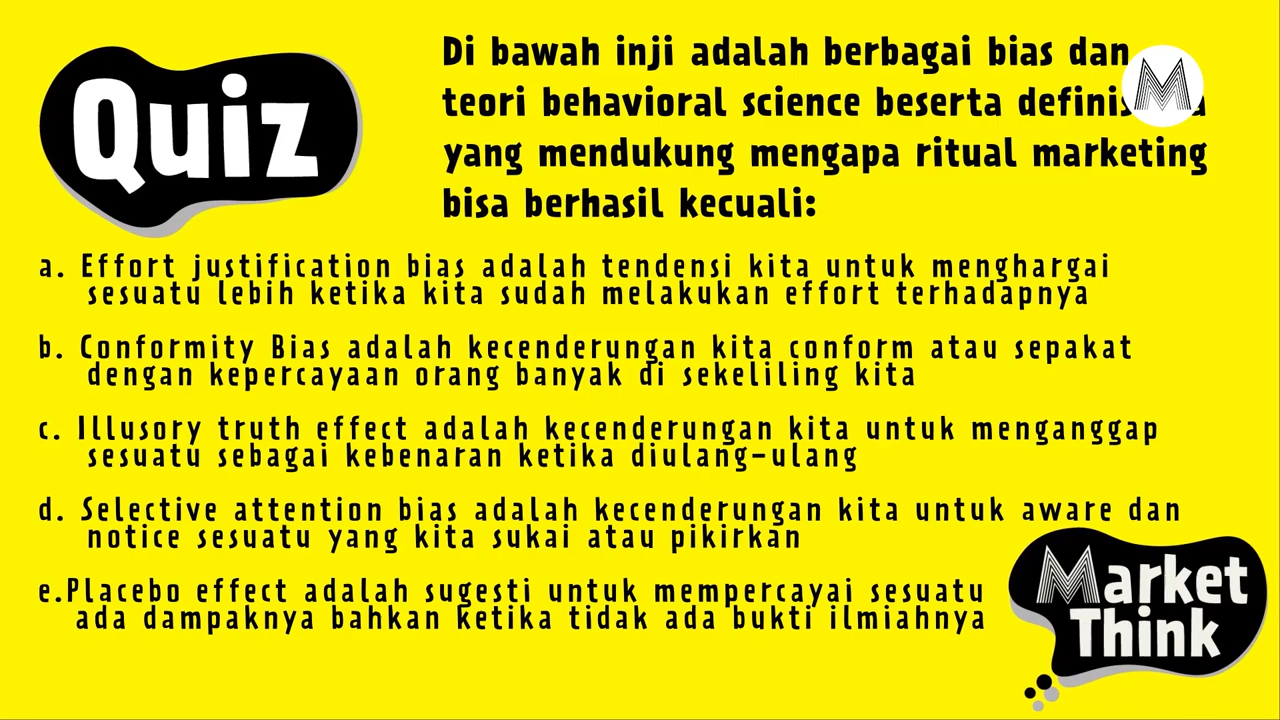 Quiz
Di bawah inji adalah berbagai bias dan
teori behavioral science beserta
yang mendukung mengapa ritual marketing
bisa berhasil kecuali:
M
a. Effort justification bias adalah tendensi kita untuk menghargai
sesuatu lebih ketika kita sudah melakukan effort terhadapnya
b. Conformity Bias adalah kecenderungan kita conform atau sepakat
dengan kepercayaan orang banyak di sekeliling kita
c. Illusory truth effect adalah kecenderungan kita untuk menganggap
sesuatu sebagai kebenaran ketika diulang-ulang
d. Selective attention bias adalah kecenderungan kita untuk aware dan
notice sesuatu yang kita sukai atau pikirkan
e.Placebo effect adalah sugesti untuk mempercayai sesuatu
ada dampaknya bahkan ketika tidak ada bukti ilmiahnya
Market
Think